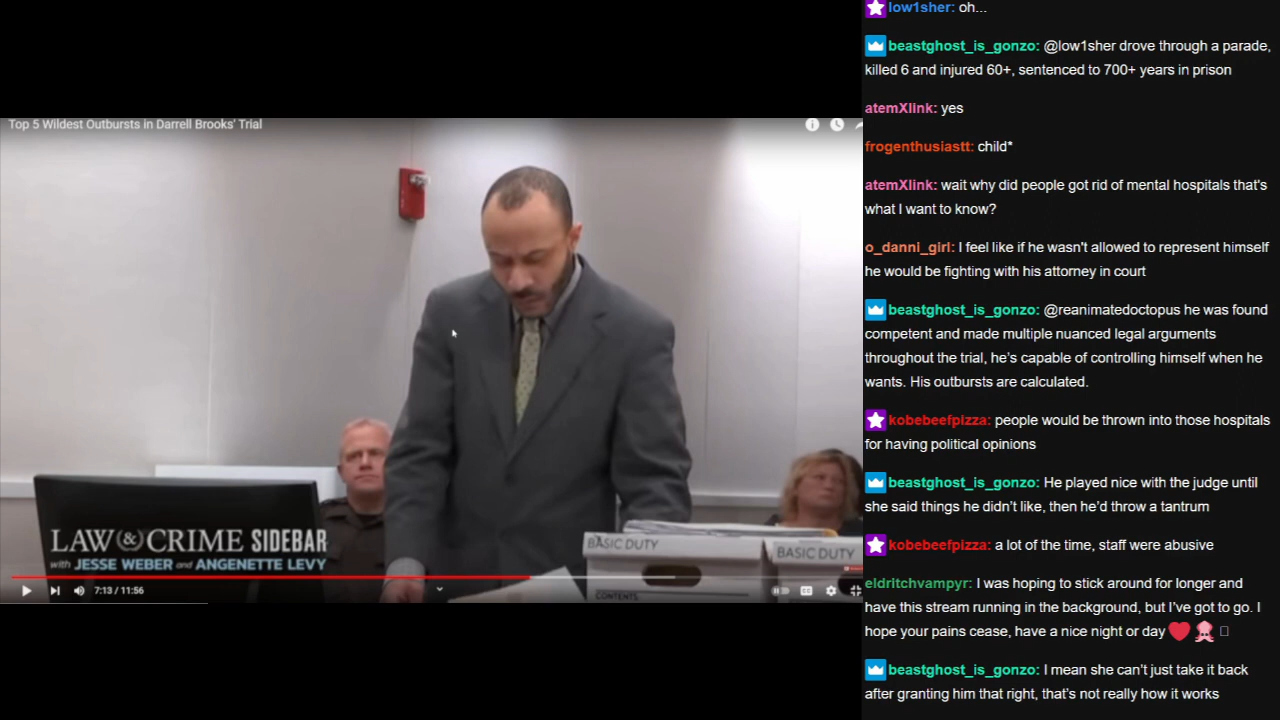 Top 5 Wildest Outbursts in Darrell Brooks' Trial
LAW & CRIME SIDEBAR
with JESSE WEBER and ANGENETTE LEVY
BASIC DUTY
BASIC DUTY
CONTENTS
7:13 / 11:56
low1sher: oh...
beastghost_is_gonzo: @low1sher drove through a parade,
killed 6 and injured 60+, sentenced to 700+ years in prison
atemXlink: yes
frogenthusiastt: child*
atemXlink: wait why did people got rid of mental hospitals that's
what I want to know?
o_danni_girl: I feel like if he wasn't allowed to represent himself
he would be fighting with his attorney in court
beastghost_is_gonzo: @reanimatedoctopus he was found
competent and made multiple nuanced legal arguments
throughout the trial, he's capable of controlling himself when he
wants. His outbursts are calculated.
kobebeefpizza: people would be thrown into those hospitals
for having political opinions
beastghost_is_gonzo: He played nice with the judge until
she said things he didn't like, then he'd throw a tantrum
kobebeefpizza: a lot of the time, staff were abusive
eldritchvampyr: I was hoping to stick around for longer and
have this stream running in the background, but I've got to go. I
hope your pains cease, have a nice night or day
beastghost_is_gonzo: I mean she can't just take it back
after granting him that right, that's not really how it works